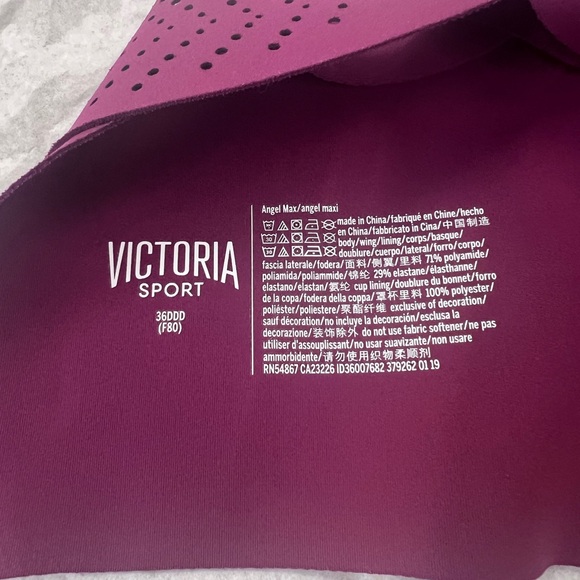 VICTORIA
SPORT
36DDD
(F80)
Angel Max/angel maxi
made in China/fabriqué en Chine/hecho
en China/fabbricato in Cina/中国制造
body/wing/lining/corps/basque/
doublure/cuerpo/lateral/forro/corpo/
fascia laterale/fodera/面料/侧翼/里料 71% polyamide/
poliamida/poliammide/锦纶 29% elastane/élasthanne/
elastano/elastan/氨纶 cup lining/doublure du bonnet/forro
de la copa/fodera della coppa/罩杯里料 100% polyester/
poliéster/poliestere/聚酯纤维 exclusive of decoration/
sauf décoration/no incluye la decoración/esclusa la
decorazione/装饰除外 do not use fabric softener/ne pas
utiliser d'assouplissant/no usar suavizante/non usare
ammorbidente/请勿使用织物柔顺剂
RN54867 CA23226 ID36007682 379262 01 19